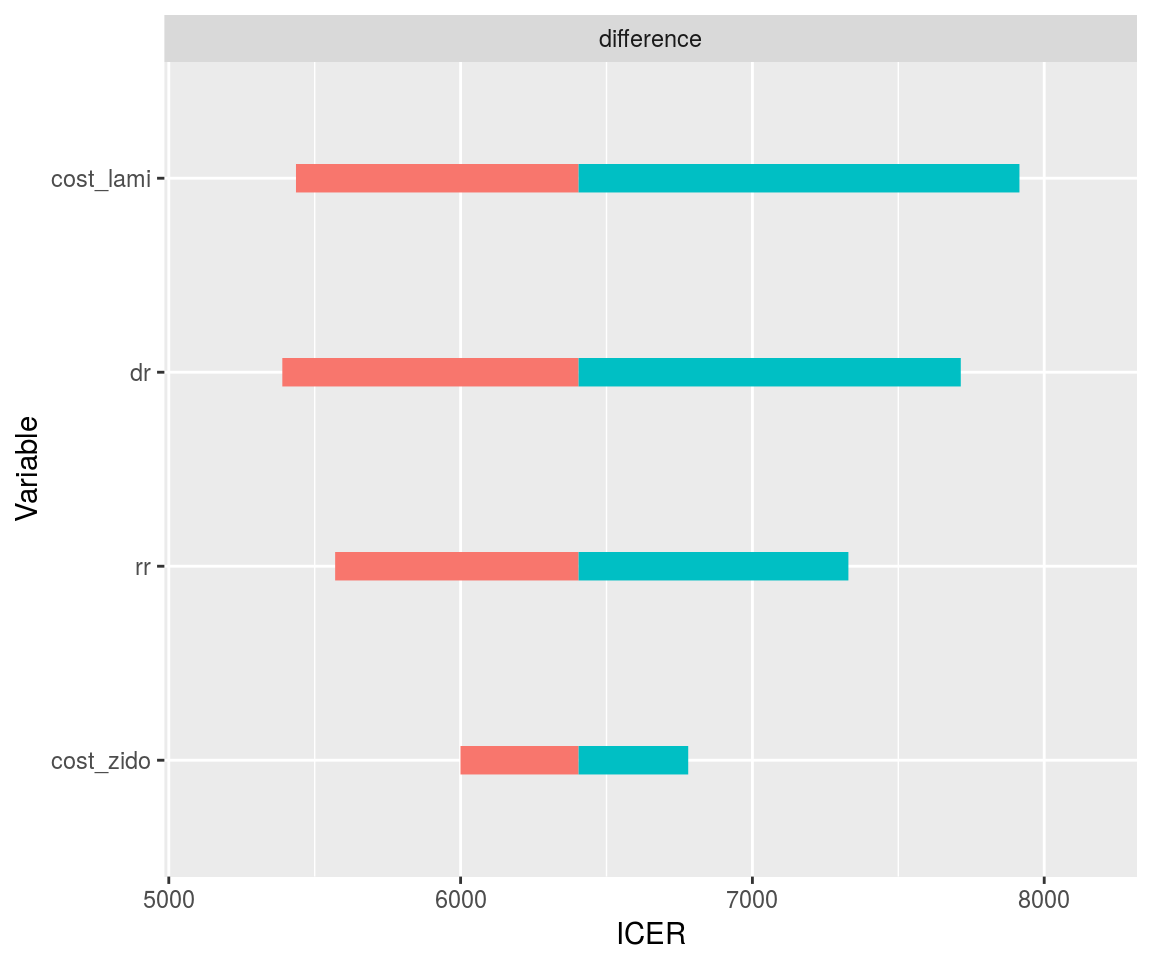 difference
cost_lami
dr
rr
cost_zido
Variable
5000 6000 7000 8000
ICER